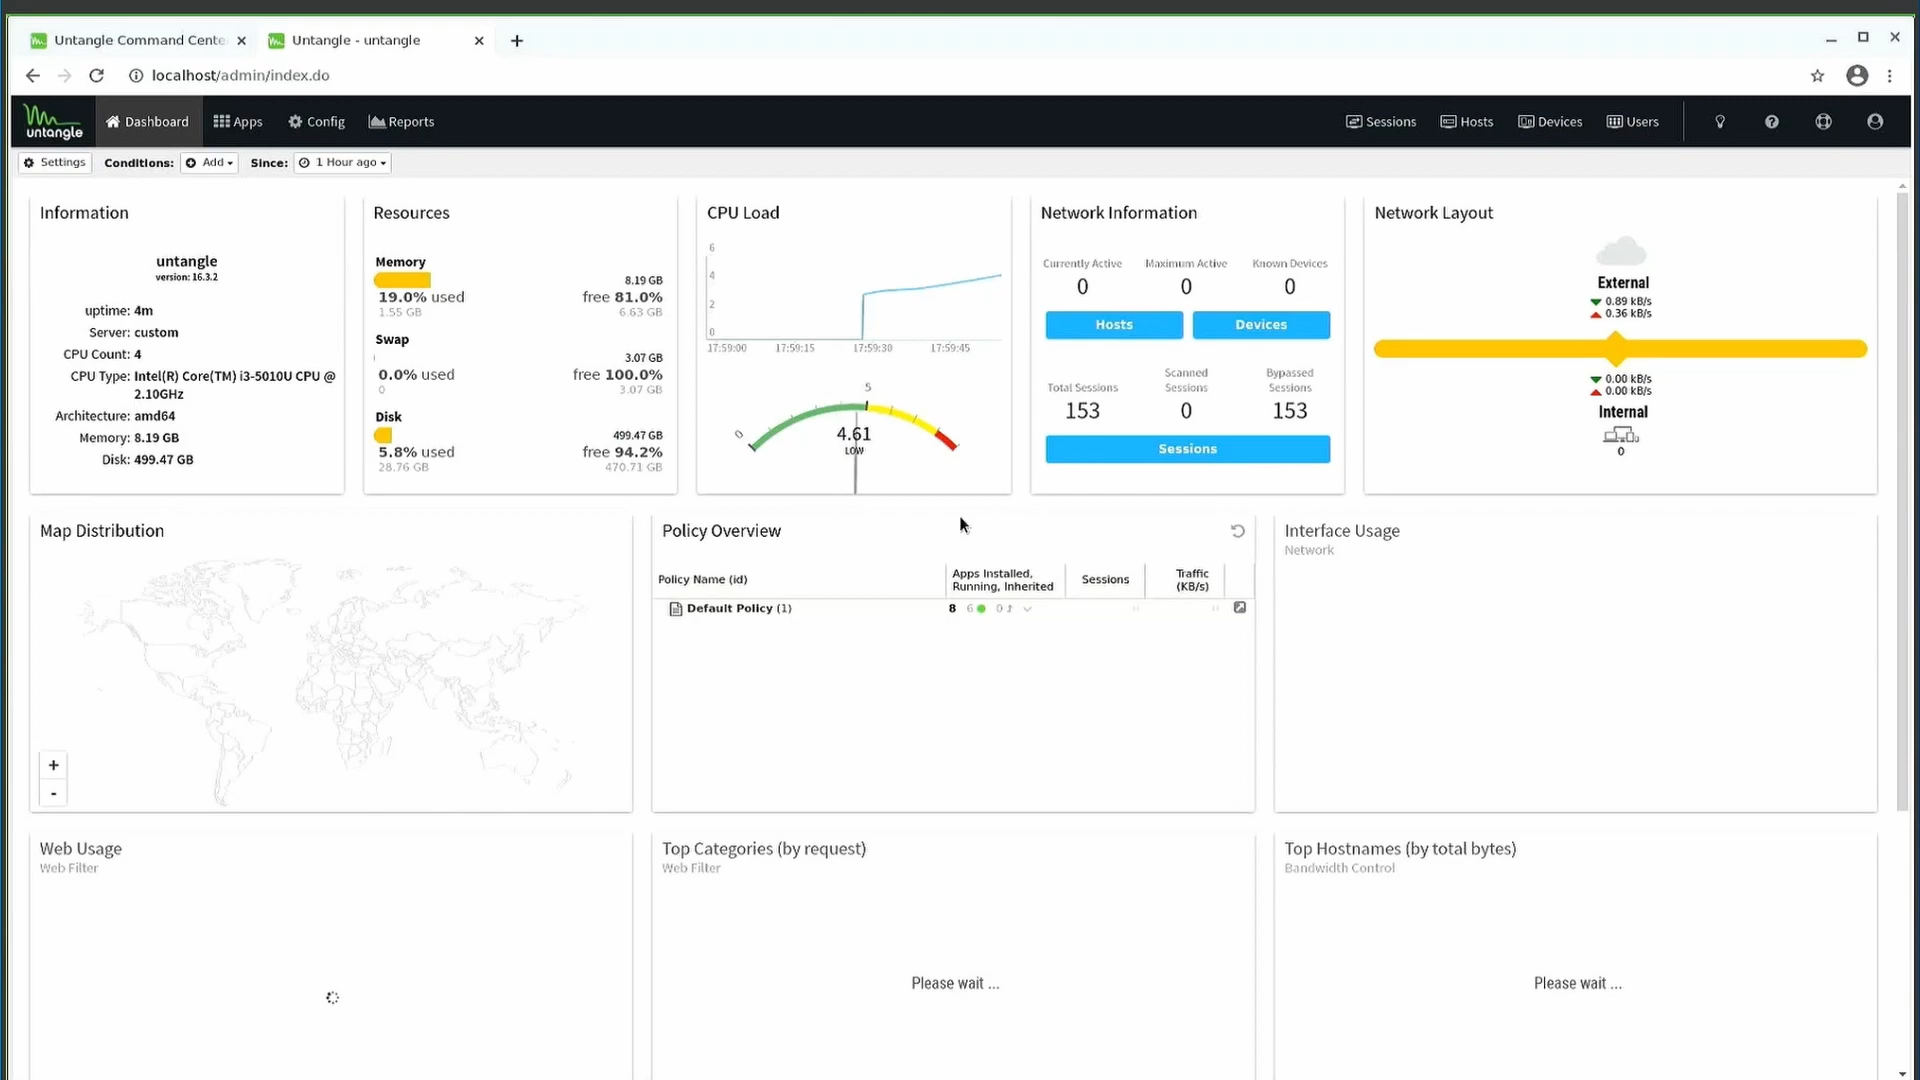 Untangle Command Cente
Untangle - untangle
localhost/admin/index.do
untangle
Dashboard
Apps
Config
Reports
Sessions
Hosts
Devices
Users
Settings
Conditions:
Add
Since:
1 Hour ago
Information
untangle
version: 16.3.2
uptime: 4m
Server: custom
CPU Count: 4
CPU Type: Intel(R) Core(TM) i3-5010U CPU @
2.10GHz
Architecture: amd64
Memory: 8.19 GB
Disk: 499.47 GB
Resources
Memory
8.19 GB
19.0% used
free 81.0%
1.55 GB
6.63 GB
Swap
3.07 GB
0.0% used
free 100.0%
0
3.07 GB
Disk
499.47 GB
5.8% used
free 94.2%
28.76 GB
470.71 GB
CPU Load
6
4
2
0
17:59:00
17:59:15
17:59:30
17:59:45
5
0
4.61
LOW
Network Information
Currently Active
Maximum Active
Known Devices
0
0
0
Hosts
Devices
Total Sessions
Scanned
Sessions
Bypassed
Sessions
153
0
153
Sessions
Network Layout
External
0.89 kB/s
0.36 kB/s
0.00 kB/s
0.00 kB/s
Internal
0
Map Distribution
+
-
Policy Overview
Policy Name (id)
Apps Installed,
Running, Inherited
Sessions
Traffic
(KB/s)
Default Policy (1)
8
6
0
Interface Usage
Network
Web Usage
Web Filter
Top Categories (by request)
Web Filter
Please wait ...
Top Hostnames (by total bytes)
Bandwidth Control
Please wait ...